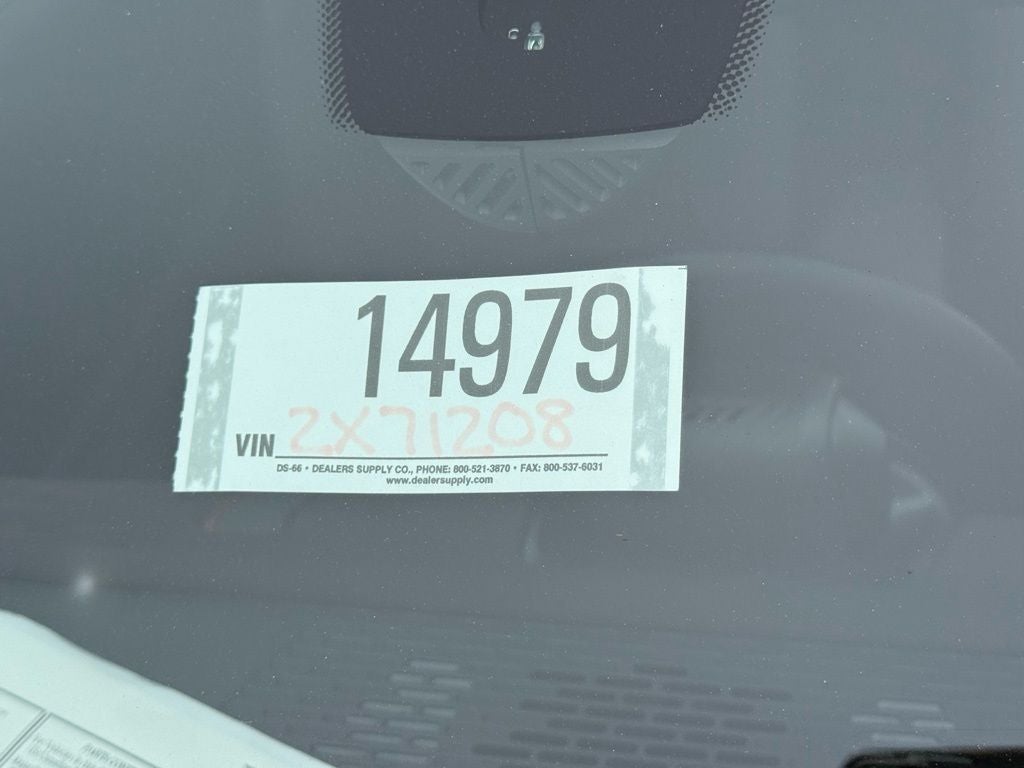 14979
VIN 2X71208
DS-66 • DEALERS SUPPLY CO., PHONE: 800-521-3870 • FAX: 800-537-6031
www.dealersupply.com